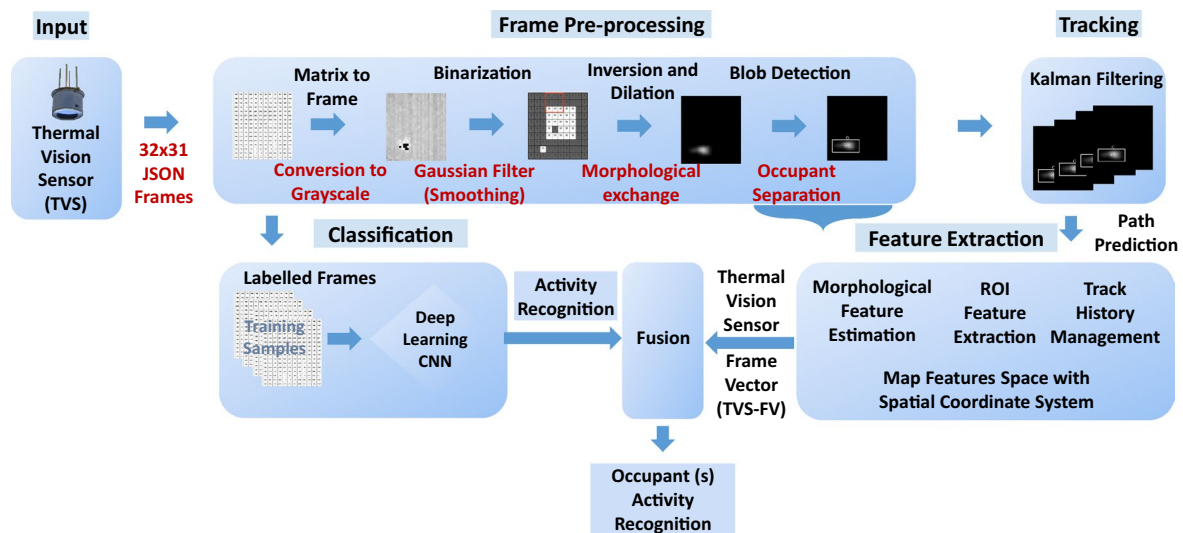 Input
Frame Pre-processing
Tracking
Thermal
Vision
Sensor
(TVS)
32x31
JSON
Frames
Matrix to
Frame
Binarization
Inversion and
Dilation
Blob Detection
Conversion to
Grayscale
Gaussian Filter
(Smoothing)
Morphological
exchange
Occupant
Separation
Kalman Filtering
Path
Prediction
Classification
Feature Extraction
Labelled Frames
Training
Samples
Deep
Learning
CNN
Activity
Recognition
Fusion
Thermal
Vision
Sensor
Frame
Vector
(TVS-FV)
Morphological
Feature
Estimation
ROI
Feature
Extraction
Track
History
Management
Map Features Space with
Spatial Coordinate System
Occupant (s)
Activity
Recognition